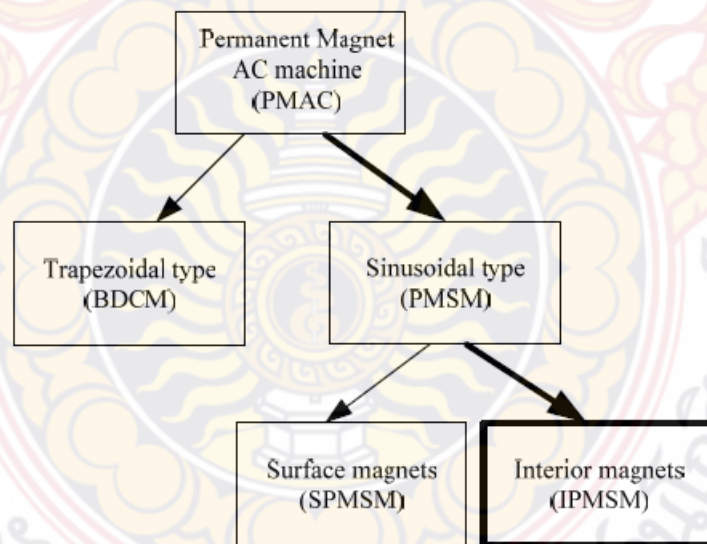 Permanent Magnet
AC machine
(PMAC)
Trapezoidal type
(BDCM)
Sinusoidal type
(PMSM)
Surface magnets
(SPMSM)
Interior magnets
(IPMSM)